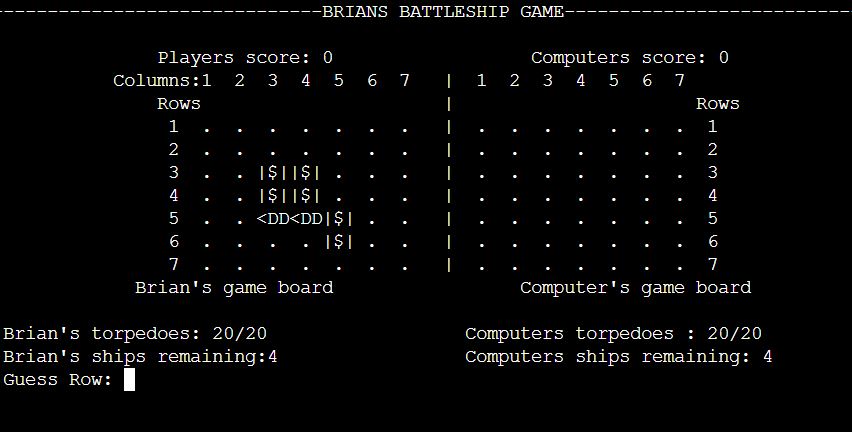 ------------------------------BRIANS BATTLESHIP GAME---------------------------
Players score: 0                  Computers score: 0
Columns:1  2  3  4  5  6  7   |  1  2  3  4  5  6  7
Rows                          |                      Rows
1  .  .  .  .  .  .  .   |  .  .  .  .  .  .  .  1
2  .  .  .  .  .  .  .   |  .  .  .  .  .  .  .  2
3  .  . |$||$| .  .  .   |  .  .  .  .  .  .  .  3
4  .  . |$||$| .  .  .   |  .  .  .  .  .  .  .  4
5  .  . <DD<DD|$| .  .   |  .  .  .  .  .  .  .  5
6  .  .  .  . |$| .  .   |  .  .  .  .  .  .  .  6
7  .  .  .  .  .  .  .   |  .  .  .  .  .  .  .  7
Brian's game board                 Computer's game board
Brian's torpedoes: 20/20                  Computers torpedoes : 20/20
Brian's ships remaining:4                 Computers ships remaining: 4
Guess Row: